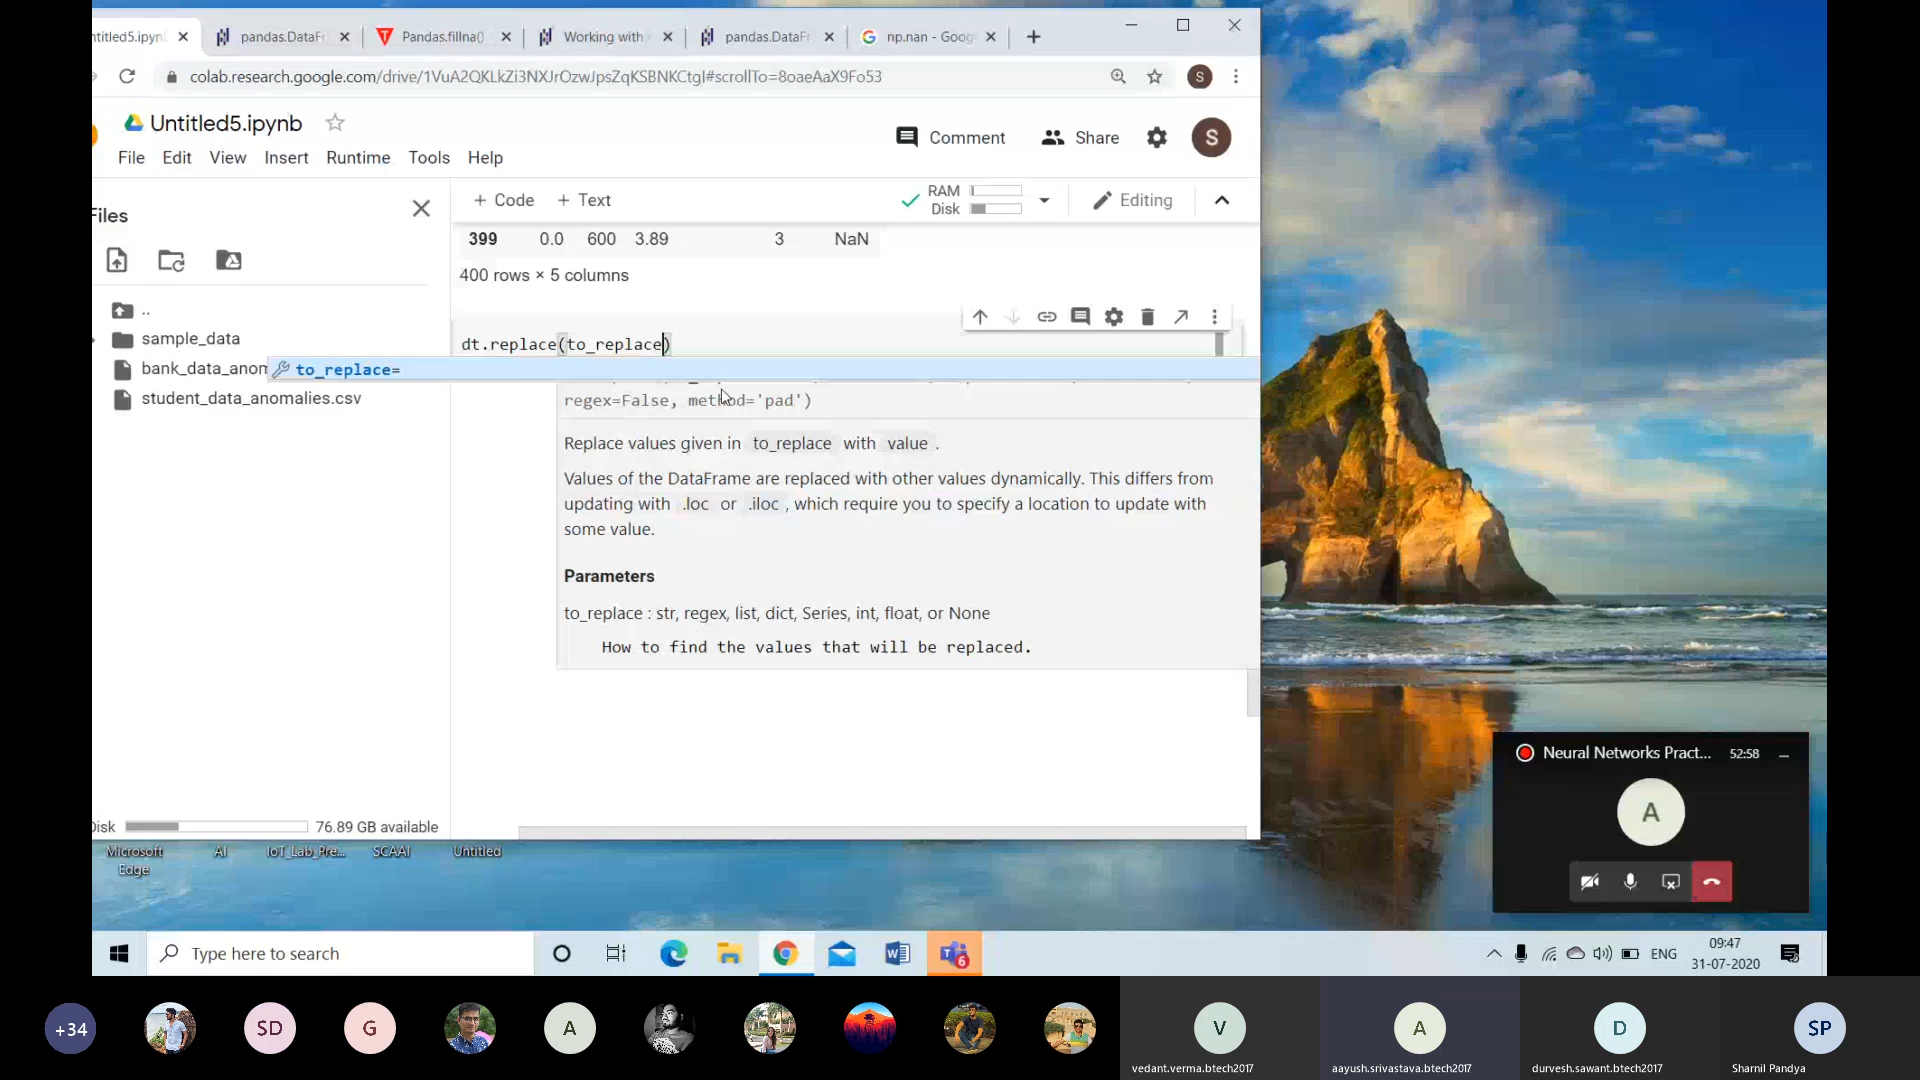 ntitled5.ipyn
pandas.DataF
Pandas.fillna()
Working with
pandas.DataF
np.nan - Goog
colab.research.google.com/drive/1VuA2QKLkZi3NXJrOzwJpsZqKSBNKCtgI#scrollTo=8oaeAaX9Fo53
S
Untitled5.ipynb
Comment
Share
S
File Edit View Insert Runtime Tools Help
Files
+ Code + Text
RAM
Disk
Editing
399 0.0 600 3.89 3 NaN
400 rows × 5 columns
..
sample_data
bank_data_anom
student_data_anomalies.csv
dt.replace(to_replace)
to_replace=
regex=False, method='pad')
Replace values given in to_replace with value .
Values of the DataFrame are replaced with other values dynamically. This differs from
updating with .loc or .iloc , which require you to specify a location to update with
some value.
Parameters
to_replace : str, regex, list, dict, Series, int, float, or None
How to find the values that will be replaced.
Disk 76.89 GB available
Microsoft
Edge
AI
IoT_Lab_Pre...
SCAAI
Untitled
Neural Networks Pract... 52:58
A
Type here to search
6
ENG
09:47
31-07-2020
+34
SD
G
A
V
vedant.verma.btech2017
A
aayush.srivastava.btech2017
D
durvesh.sawant.btech2017
SP
Sharnil Pandya